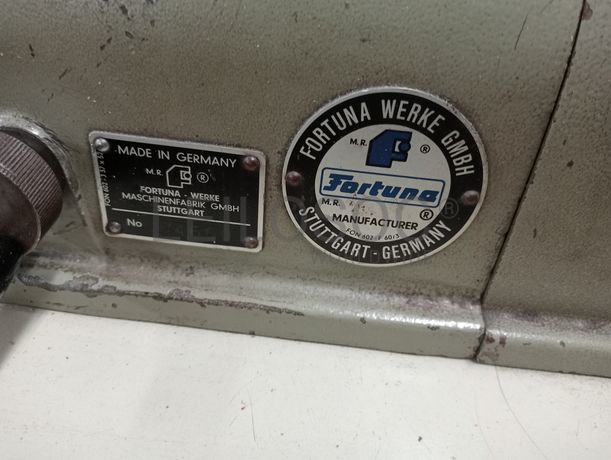 MADE IN GERMANY
M.R. ®
FORTUNA - WERKE
MASCHINENFABRIK GMBH
STUTTGART
No
FORTUNA WERKE GMBH
M.R. ®
Fortuna
M.R. ®
MANUFACTURER
STUTTGART - GERMANY